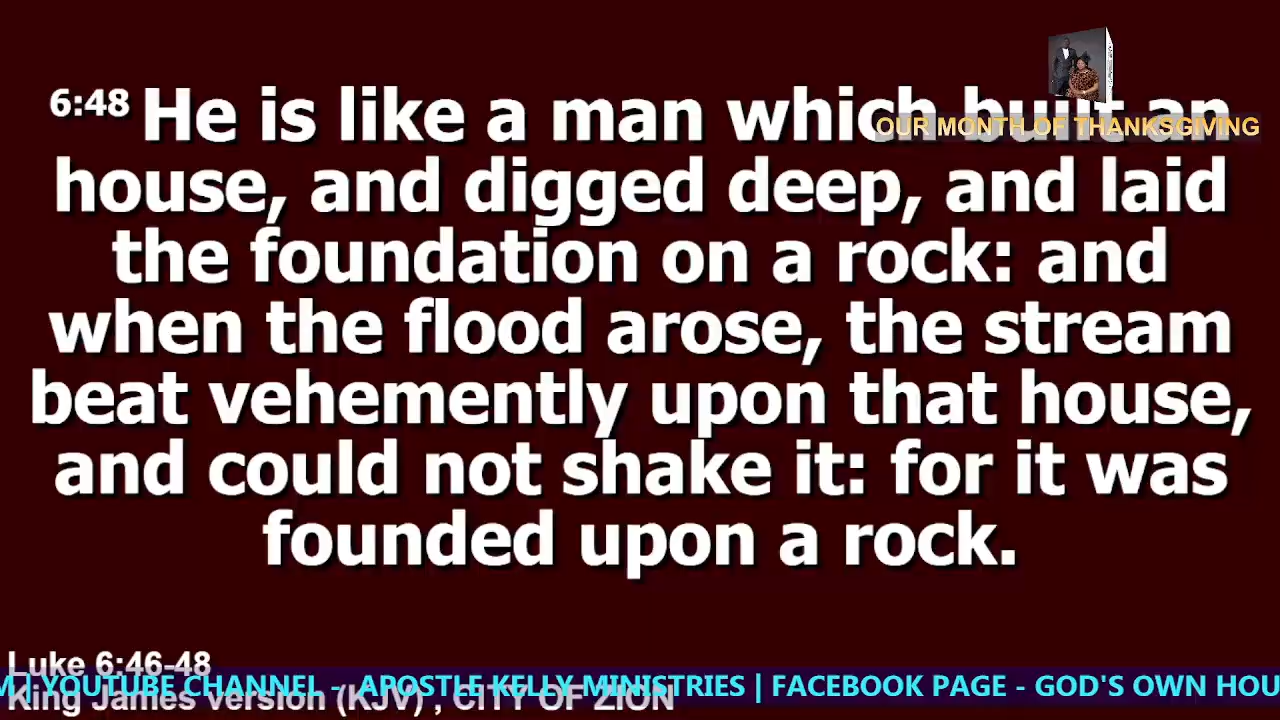 6:48 He is like a man which built an
OUR MONTH OF THANKSGIVING
house, and digged deep, and laid
the foundation on a rock: and
when the flood arose, the stream
beat vehemently upon that house,
and could not shake it: for it was
founded upon a rock.
Luke 6:46-48
M | YOUTUBE CHANNEL - APOSTLE KELLY MINISTRIES | FACEBOOK PAGE - GOD'S OWN HOU
King James version (KJV) , CITY OF ZION